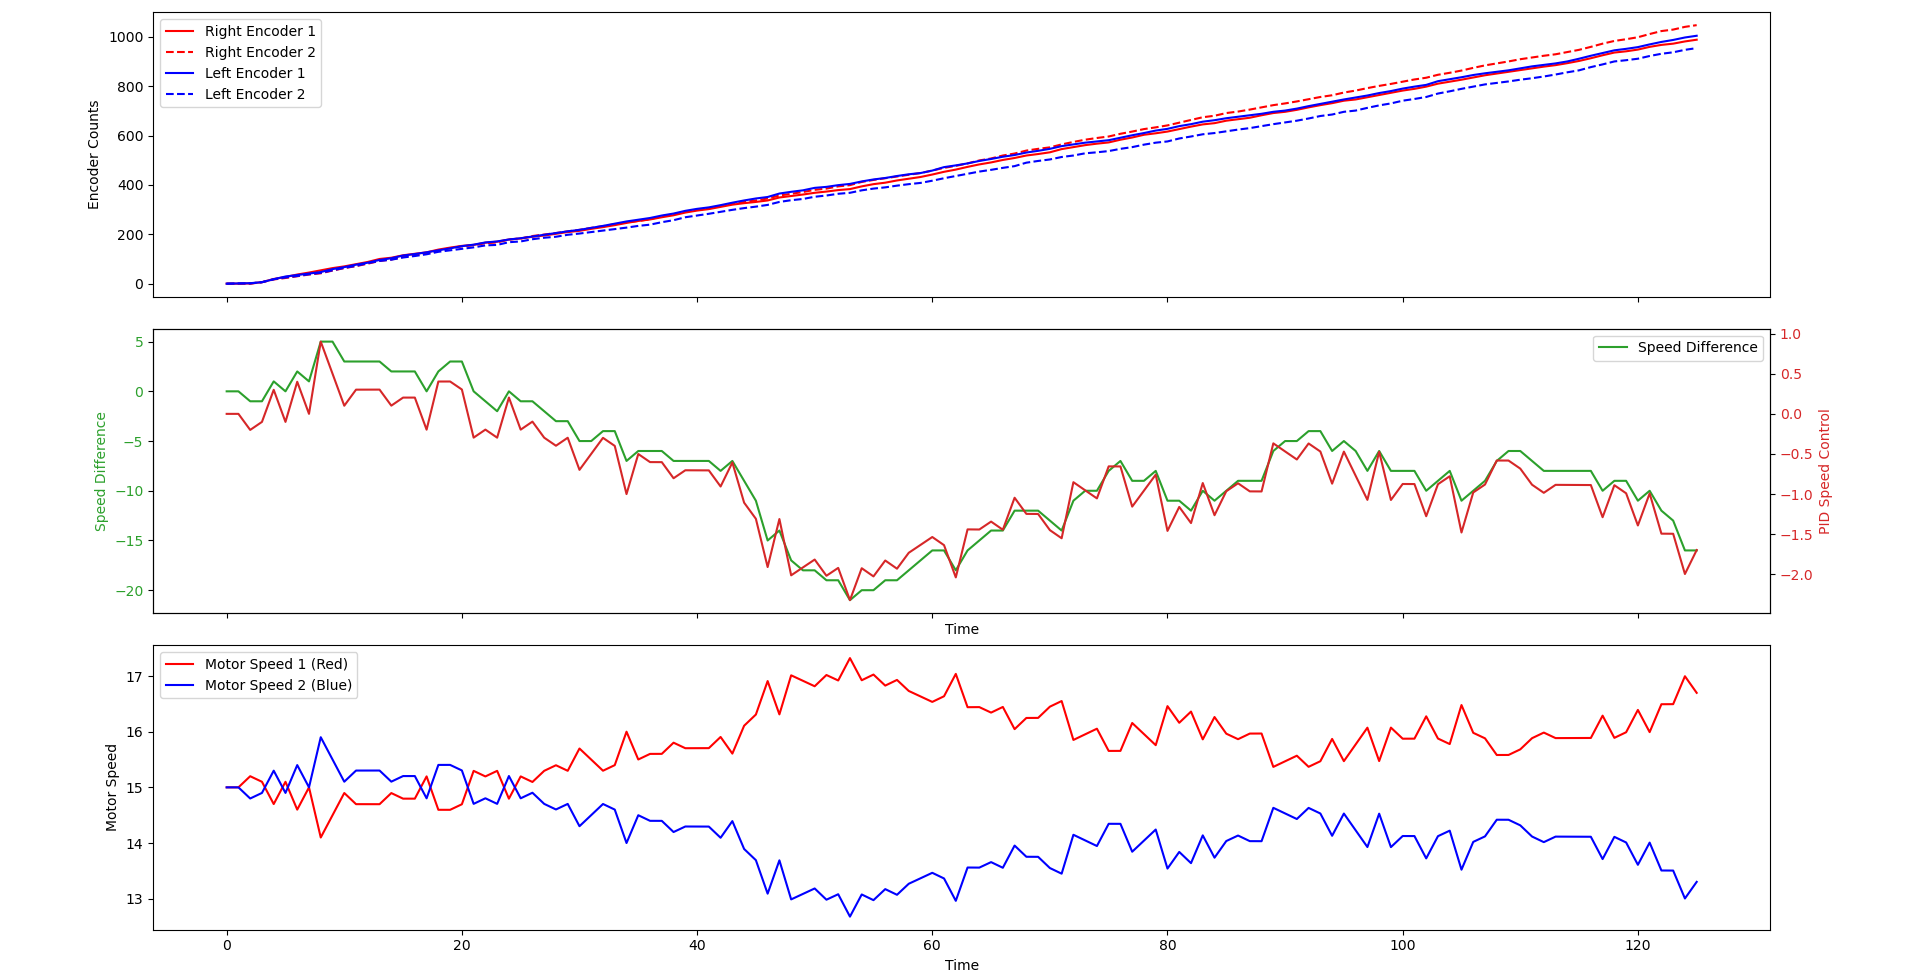 Right Encoder 1
Right Encoder 2
Left Encoder 1
Left Encoder 2
Encoder Counts
1000
800
600
400
200
0
Speed Difference
Speed Difference
5
0
−5
−10
−15
−20
PID Speed Control
1.0
0.5
0.0
−0.5
−1.0
−1.5
−2.0
Time
Motor Speed 1 (Red)
Motor Speed 2 (Blue)
Motor Speed
17
16
15
14
13
0 20 40 60 80 100 120
Time